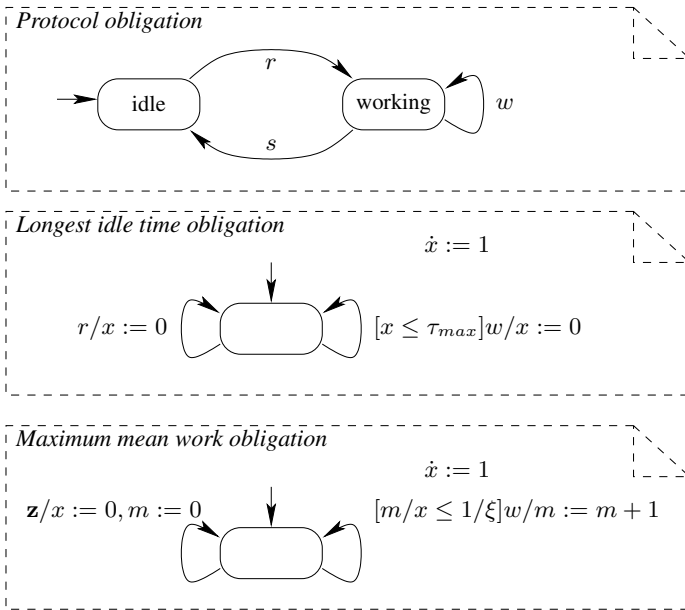 Protocol obligation
r
idle
working
w
s
Longest idle time obligation
ẋ := 1
r/x := 0
[x ≤ τ_max]w/x := 0
Maximum mean work obligation
ẋ := 1
z/x := 0, m := 0
[m/x ≤ 1/ξ]w/m := m + 1